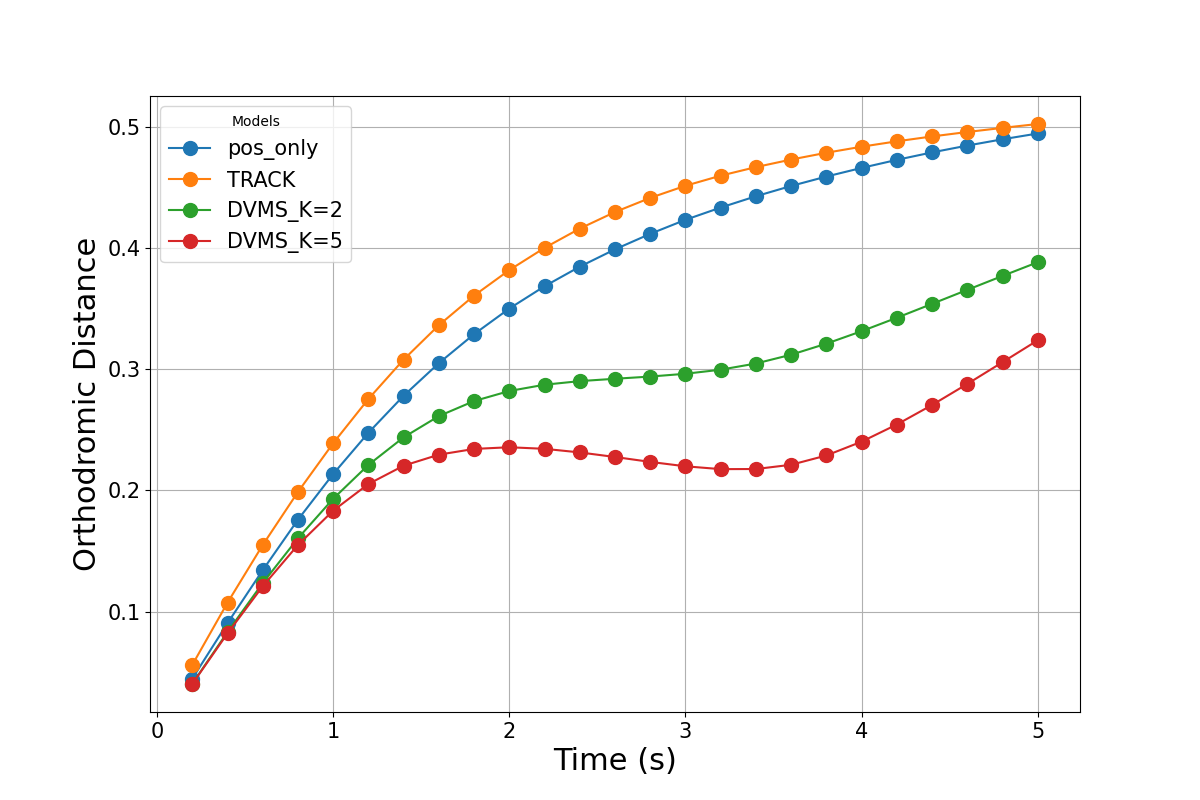 Models
pos_only
TRACK
DVMS_K=2
DVMS_K=5
Orthodromic Distance
0.5
0.4
0.3
0.2
0.1
0 1 2 3 4 5
Time (s)